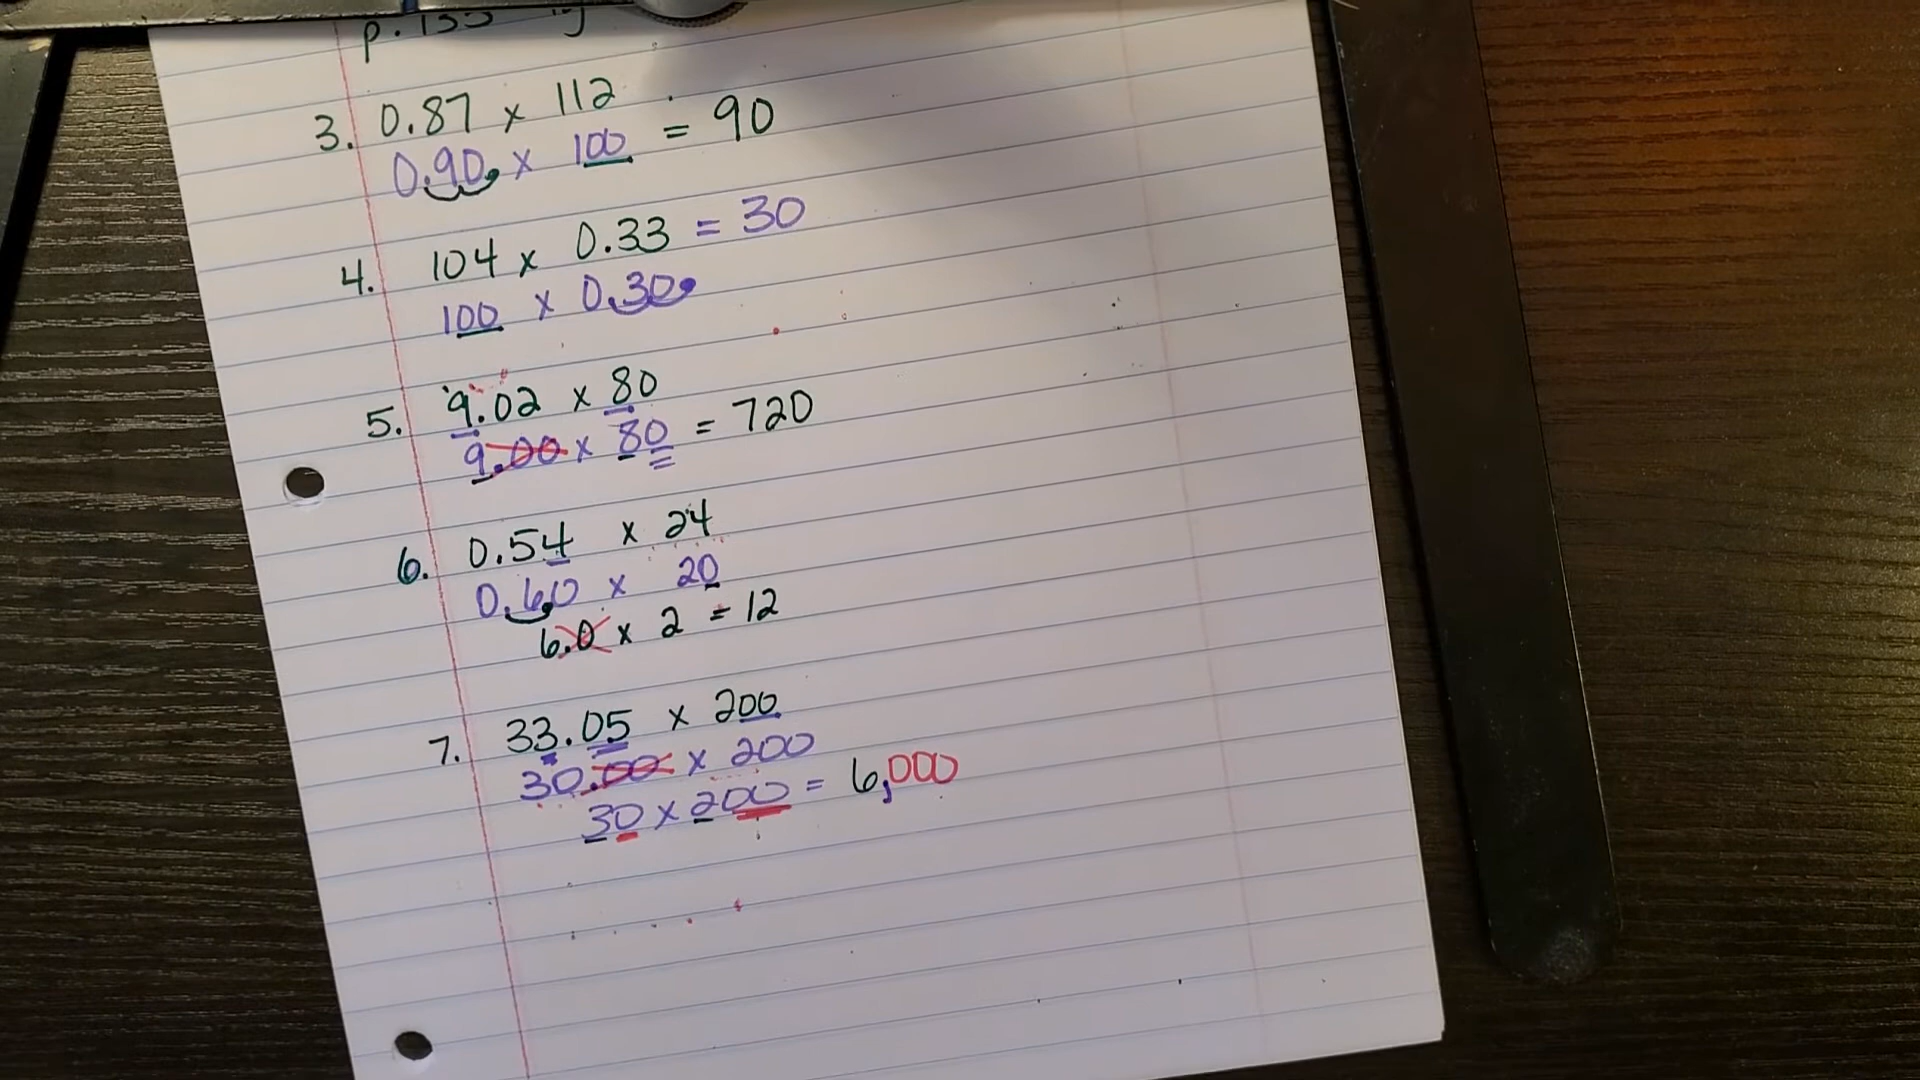 p. 133
3. 0.87 x 112
0.90 x 100 = 90
4. 104 x 0.33 = 30
100 x 0.30
5. 9.02 x 80
9.00 x 80 = 720
6. 0.54 x 24
0.60 x 20
6.0 x 2 = 12
7. 33.05 x 200
30.00 x 200
30 x 200 = 6,000